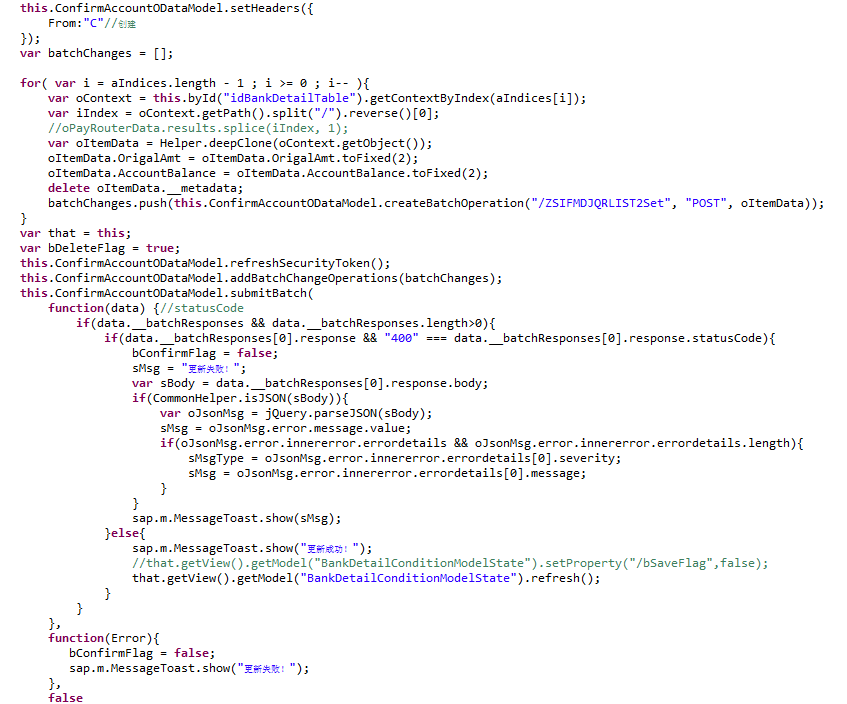 this.ConfirmAccountODataModel.setHeaders({
    From:"C"//创建
});
var batchChanges = [];

for( var i = aIndices.length - 1 ; i >= 0 ; i-- ){
    var oContext = this.byId("idBankDetailTable").getContextByIndex(aIndices[i]);
    var iIndex = oContext.getPath().split("/").reverse()[0];
    //oPayRouterData.results.splice(iIndex, 1);
    var oItemData = Helper.deepClone(oContext.getObject());
    oItemData.OrigalAmt = oItemData.OrigalAmt.toFixed(2);
    oItemData.AccountBalance = oItemData.AccountBalance.toFixed(2);
    delete oItemData.__metadata;
    batchChanges.push(this.ConfirmAccountODataModel.createBatchOperation("/ZSIFMDJQRLIST2Set", "POST", oItemData));
}
var that = this;
var bDeleteFlag = true;
this.ConfirmAccountODataModel.refreshSecurityToken();
this.ConfirmAccountODataModel.addBatchChangeOperations(batchChanges);
this.ConfirmAccountODataModel.submitBatch(
    function(data) {//statusCode
        if(data.__batchResponses && data.__batchResponses.length>0){
            if(data.__batchResponses[0].response && "400" === data.__batchResponses[0].response.statusCode){
                bConfirmFlag = false;
                sMsg = "更新失败!";
                var sBody = data.__batchResponses[0].response.body;
                if(CommonHelper.isJSON(sBody)){
                    var oJsonMsg = jQuery.parseJSON(sBody);
                    sMsg = oJsonMsg.error.message.value;
                    if(oJsonMsg.error.innererror.errordetails && oJsonMsg.error.innererror.errordetails.length){
                        sMsgType = oJsonMsg.error.innererror.errordetails[0].severity;
                        sMsg = oJsonMsg.error.innererror.errordetails[0].message;
                    }
                }
                sap.m.MessageToast.show(sMsg);
            }else{
                sap.m.MessageToast.show("更新成功!");
                //that.getView().getModel("BankDetailConditionModelState").setProperty("/bSaveFlag",false);
                that.getView().getModel("BankDetailConditionModelState").refresh();
            }
        }
    },
    function(Error){
       bConfirmFlag = false;
       sap.m.MessageToast.show("更新失败!");
    },
    false